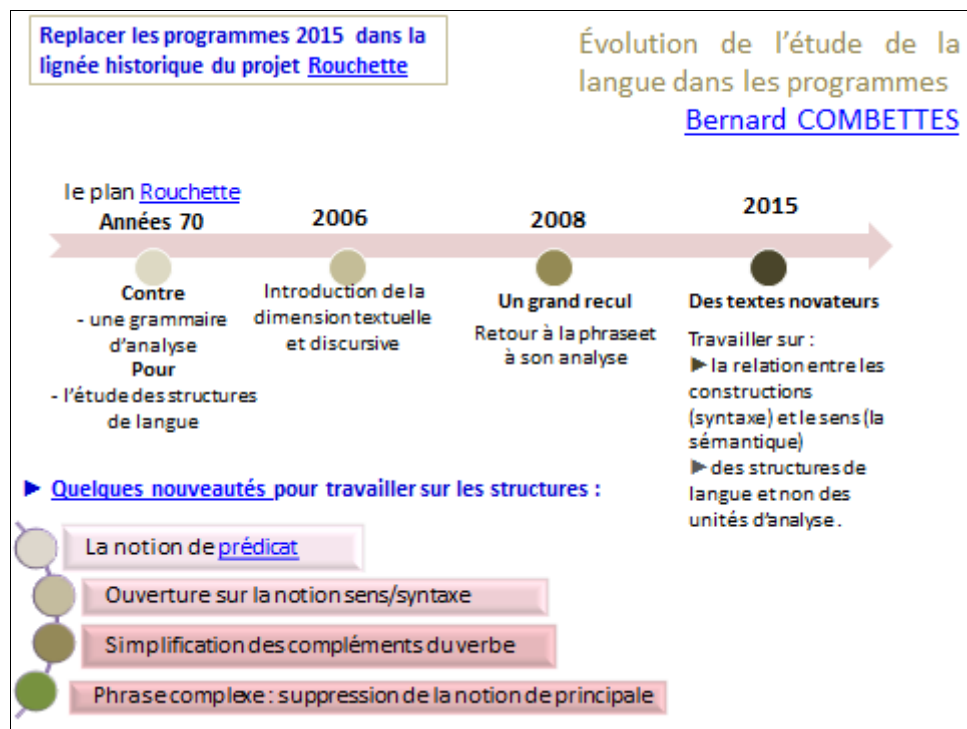 Replacer les programmes 2015 dans la
lignée historique du projet Rouchette
Évolution de l'étude de la
langue dans les programmes
Bernard COMBETTES
le plan Rouchette
Années 70
2006
2008
2015
Contre
- une grammaire
d'analyse
Pour
- l'étude des structures
de langue
Introduction de la
dimension textuelle
et discursive
Un grand recul
Retour à la phraseet
à son analyse
Des textes novateurs
Travailler sur :
►la relation entre les
constructions
(syntaxe) et le sens (la
sémantique)
►des structures de
langue et non des
unités d'analyse.
► Quelques nouveautés pour travailler sur les structures :
La notion de prédicat
Ouverture sur la notion sens/syntaxe
Simplification des compléments du verbe
Phrase complexe : suppression de la notion de principale